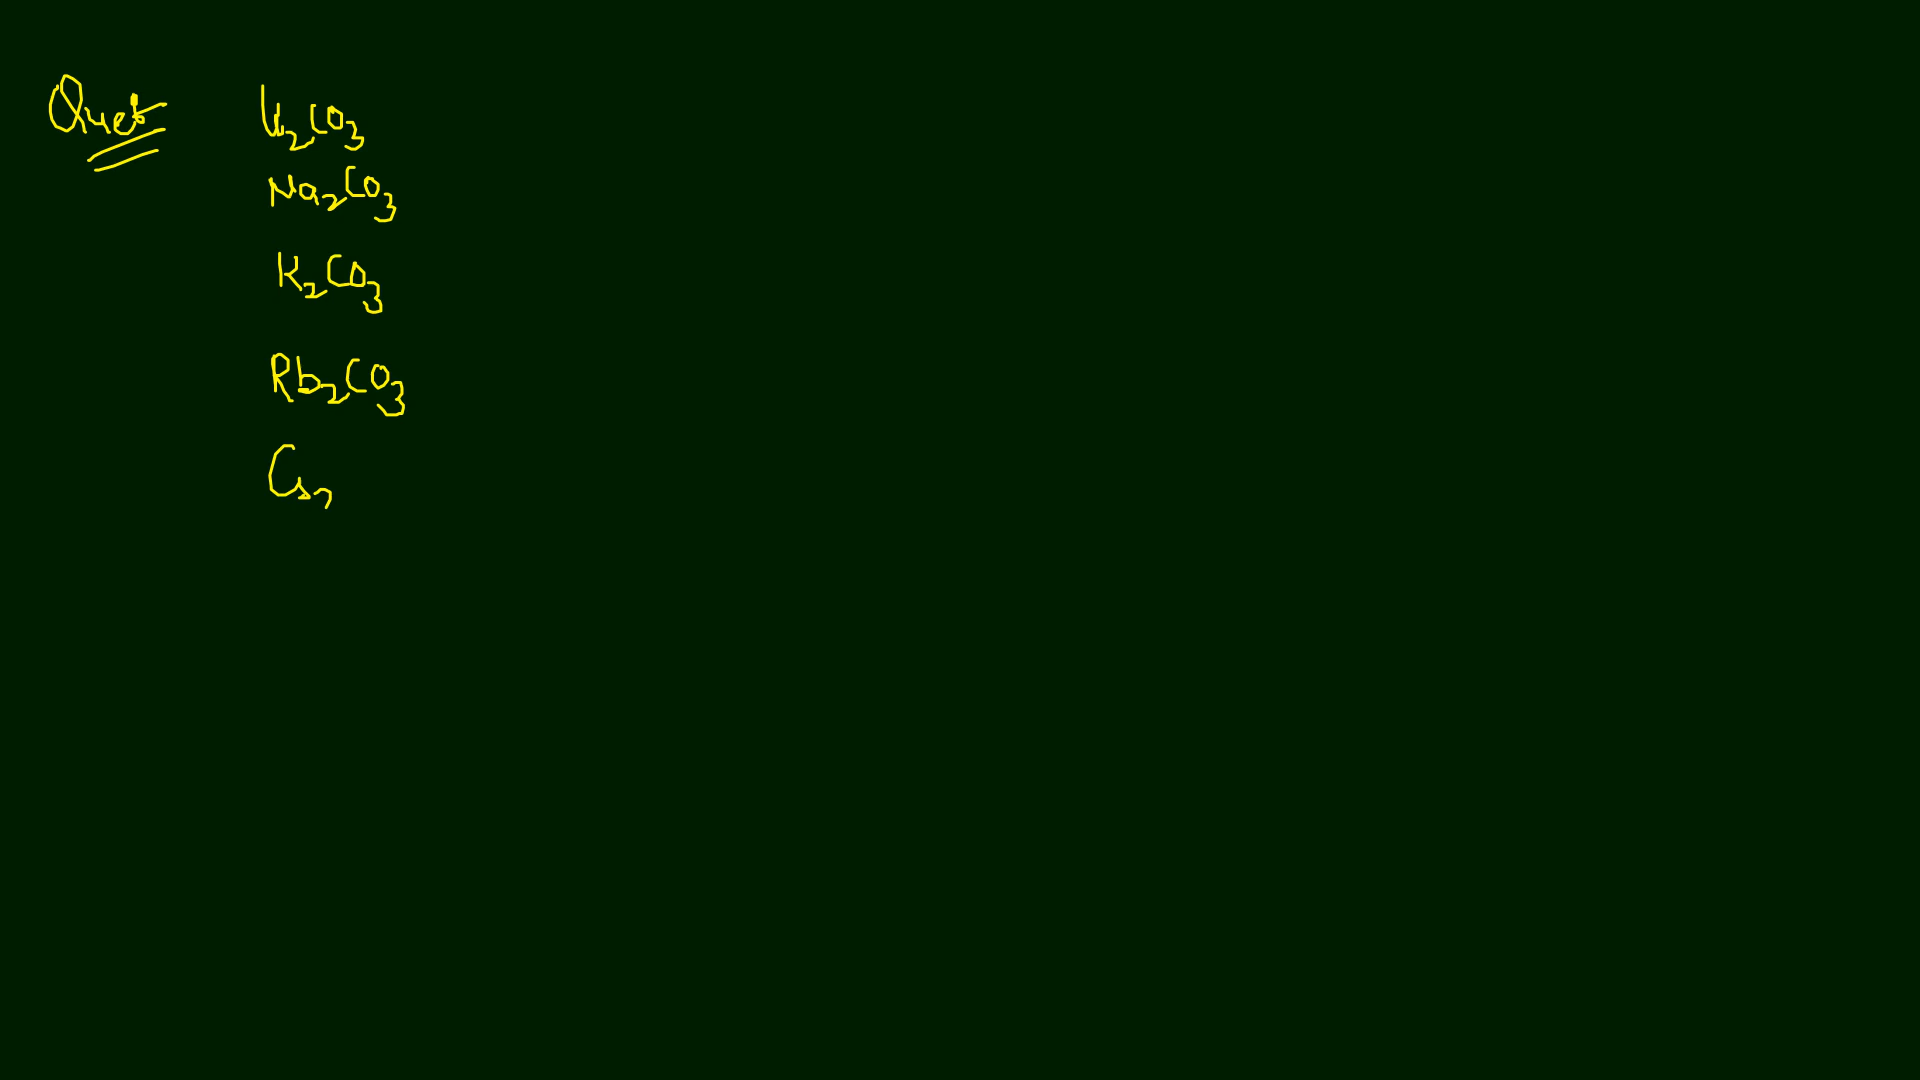 Ques Li₂CO₃
Na₂CO₃
K₂CO₃
Rb₂CO₃
Cs₂